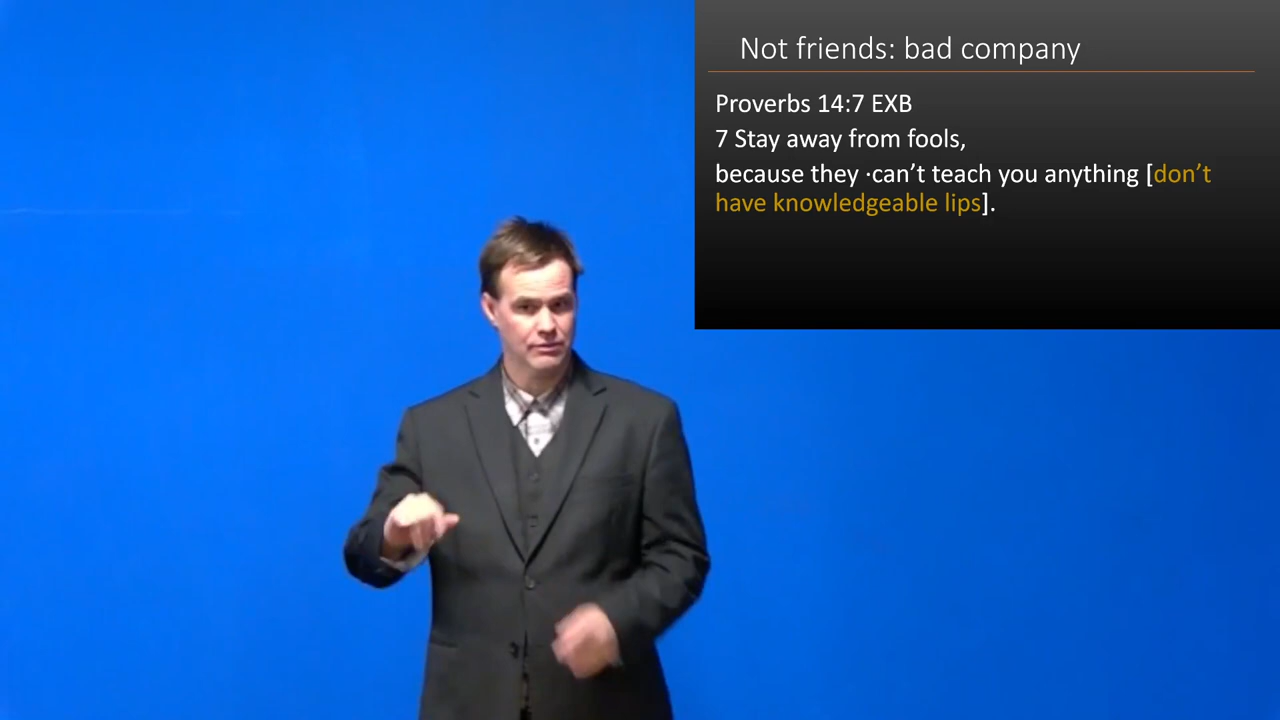 Not friends: bad company
Proverbs 14:7 EXB
7 Stay away from fools,
because they ·can’t teach you anything [don’t
have knowledgeable lips].